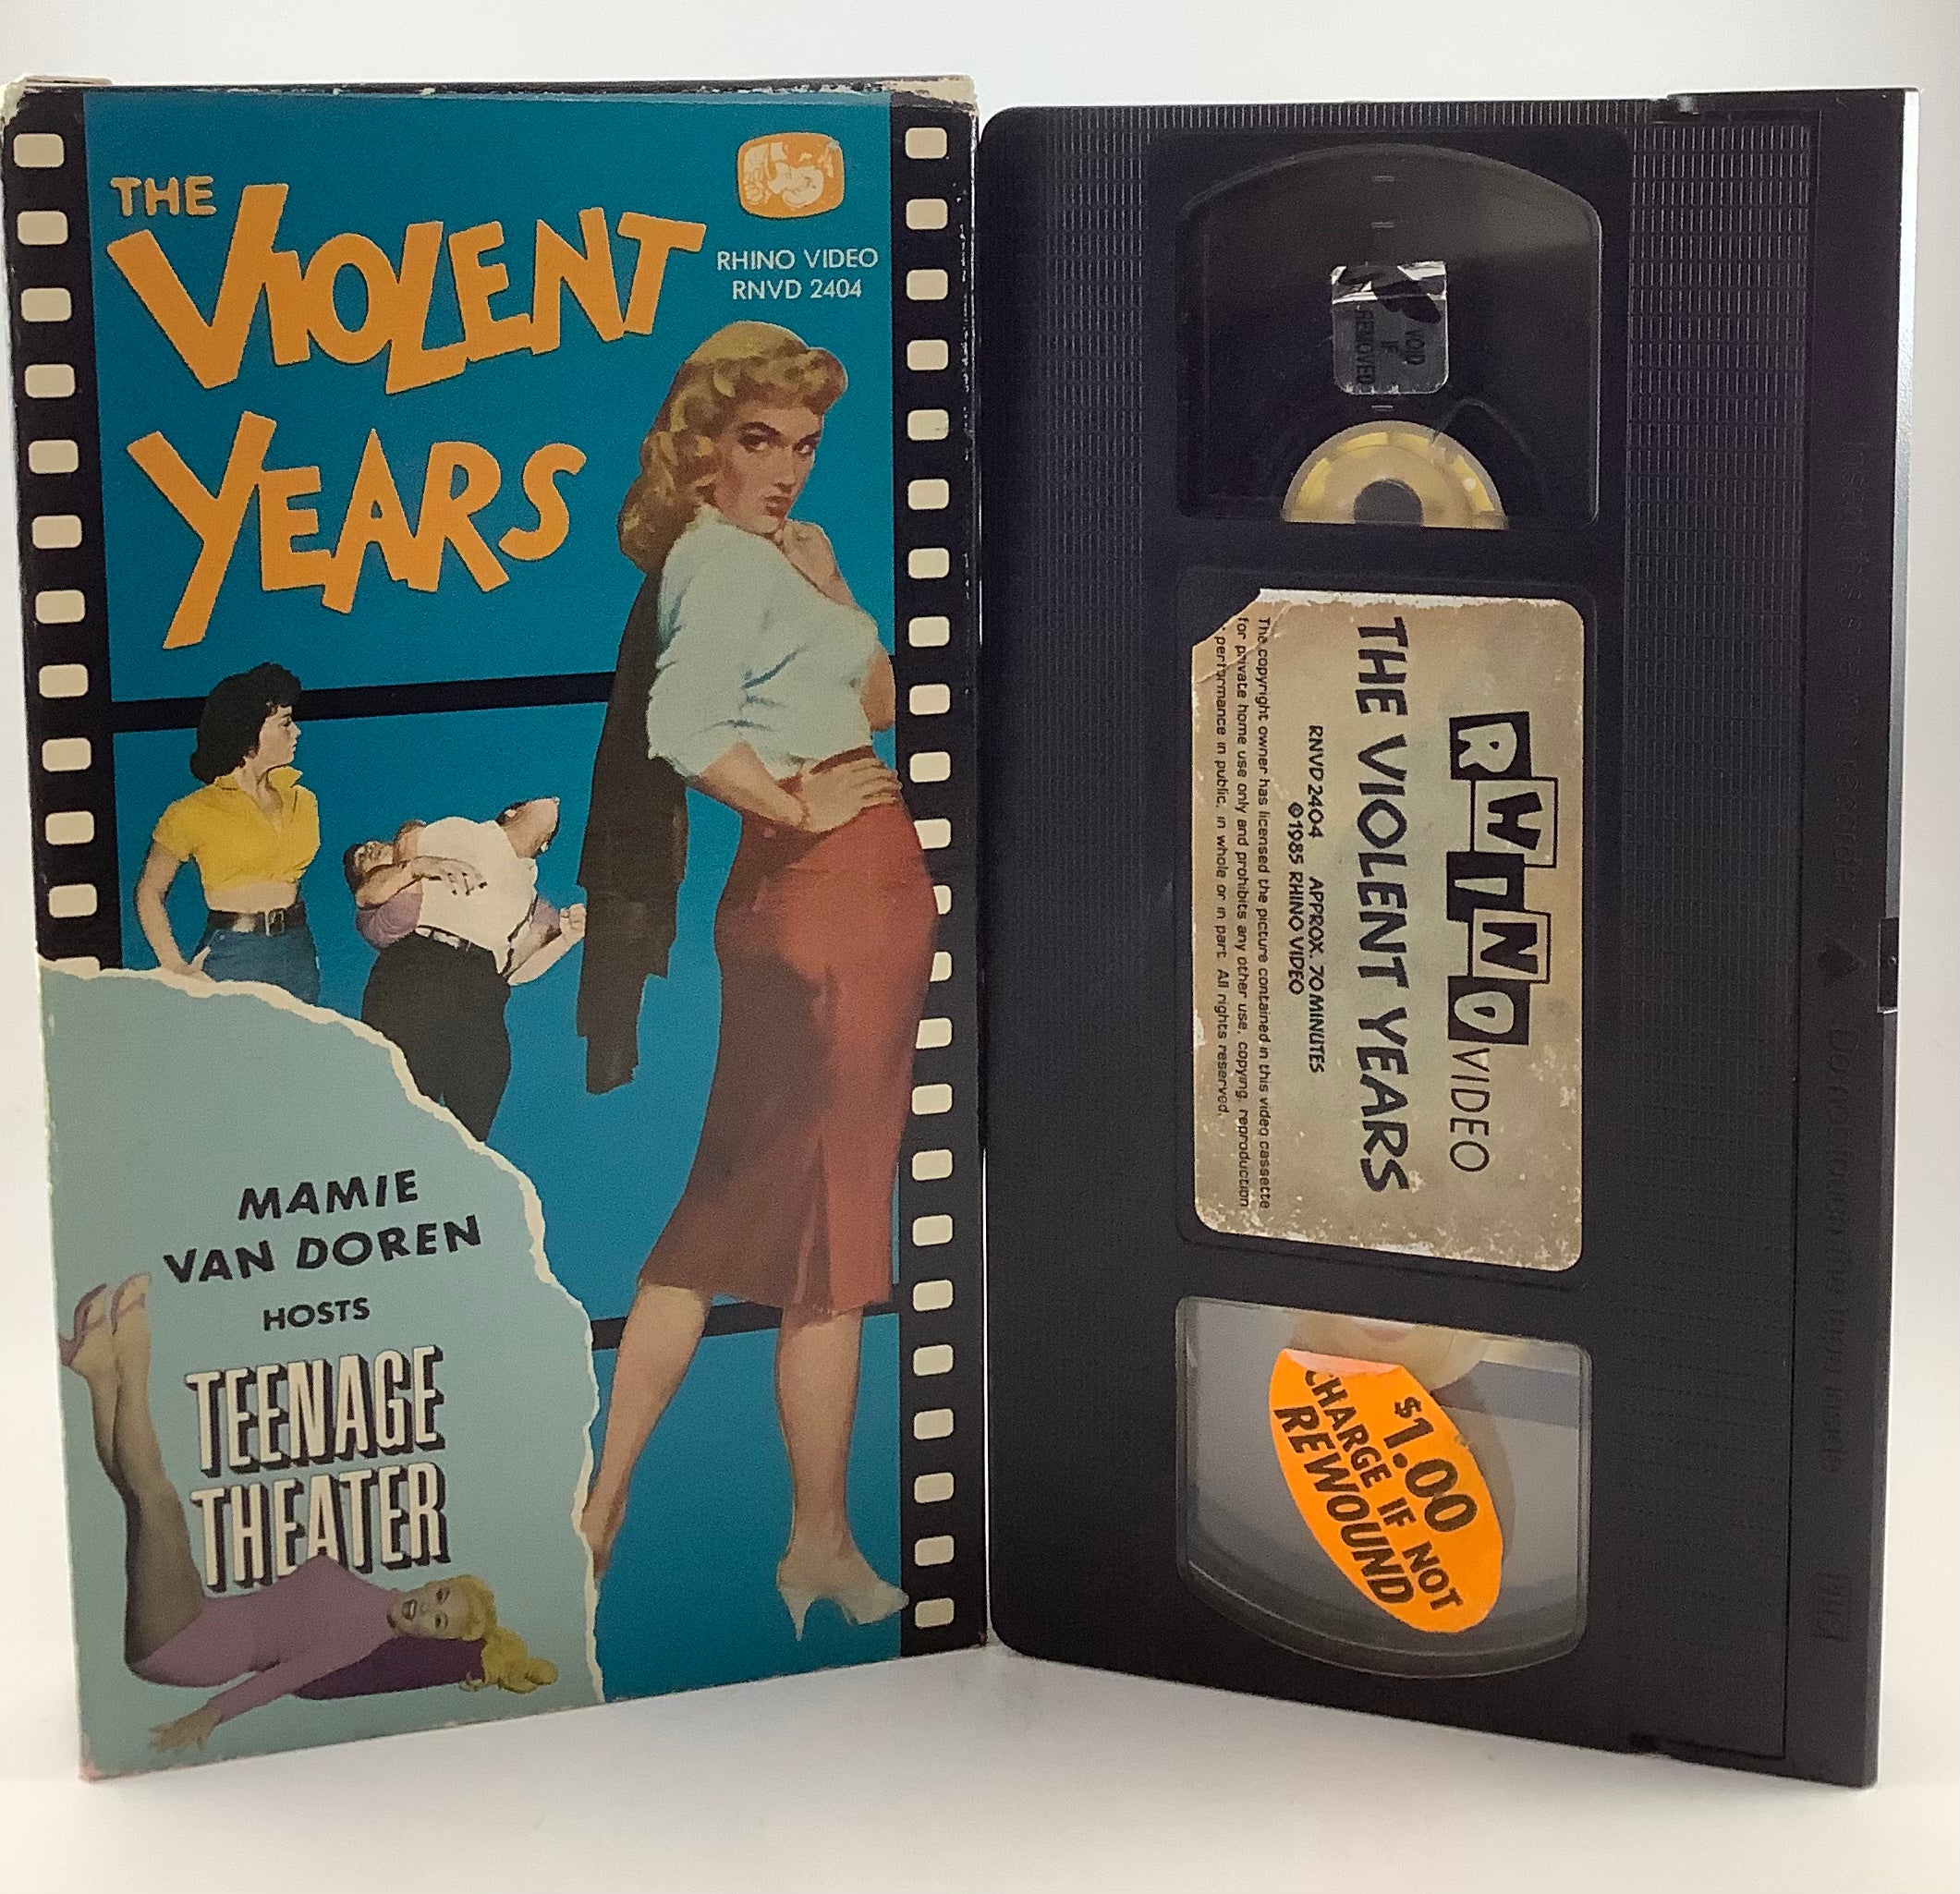 THE
VIOLENT
YEARS
RHINO VIDEO
RNVD 2404
MAMIE
VAN DOREN
HOSTS
TEENAGE
THEATER
VOID
IF
REMOVED
RHINO VIDEO
THE VIOLENT YEARS
RNVD 2404 APPROX. 70 MINUTES
©1985 RHINO VIDEO
The copyright owner has licensed the picture contained in this video cassette
for private home use only and prohibits any other use, copying, reproduction
performance in public, in whole or in part. All rights reserved.
$1.00
CHARGE IF NOT
REWOUND